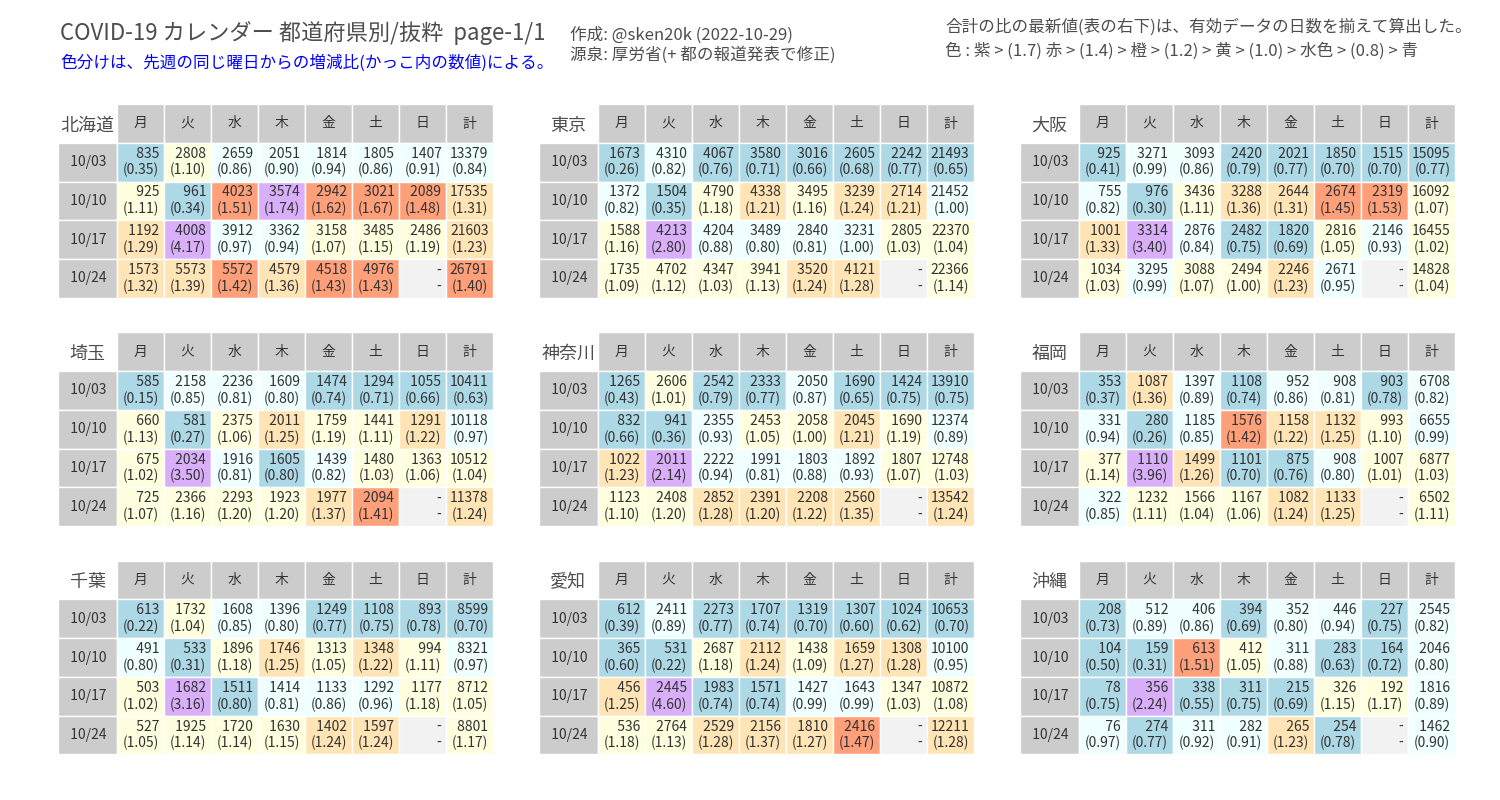 COVID-19 カレンダー 都道府県別/抜粋 page-1/1
色分けは、先週の同じ曜日からの増減比(かっこ内の数値)による。
作成: @sken20k (2022-10-29)
源泉: 厚労省(+ 都の報道発表で修正)
合計の比の最新値(表の右下)は、有効データの日数を揃えて算出した。
色 : 紫 > (1.7) 赤 > (1.4) > 橙 > (1.2) > 黄 > (1.0) > 水色 > (0.8) > 青
北海道 月 火 水 木 金 土 日 計
10/03 835 2808 2659 2051 1814 1805 1407 13379
(0.35) (1.10) (0.86) (0.90) (0.94) (0.86) (0.91) (0.84)
10/10 925 961 4023 3574 2942 3021 2089 17535
(1.11) (0.34) (1.51) (1.74) (1.62) (1.67) (1.48) (1.31)
10/17 1192 4008 3912 3362 3158 3485 2486 21603
(1.29) (4.17) (0.97) (0.94) (1.07) (1.15) (1.19) (1.23)
10/24 1573 5573 5572 4579 4518 4976 - 26791
(1.32) (1.39) (1.42) (1.36) (1.43) (1.43) - (1.40)
東京 月 火 水 木 金 土 日 計
10/03 1673 4310 4067 3580 3016 2605 2242 21493
(0.26) (0.82) (0.76) (0.71) (0.66) (0.68) (0.77) (0.65)
10/10 1372 1504 4790 4338 3495 3239 2714 21452
(0.82) (0.35) (1.18) (1.21) (1.16) (1.24) (1.21) (1.00)
10/17 1588 4213 4204 3489 2840 3231 2805 22370
(1.16) (2.80) (0.88) (0.80) (0.81) (1.00) (1.03) (1.04)
10/24 1735 4702 4347 3941 3520 4121 - 22366
(1.09) (1.12) (1.03) (1.13) (1.24) (1.28) - (1.14)
大阪 月 火 水 木 金 土 日 計
10/03 925 3271 3093 2420 2021 1850 1515 15095
(0.41) (0.99) (0.86) (0.79) (0.77) (0.70) (0.70) (0.77)
10/10 755 976 3436 3288 2644 2674 2319 16092
(0.82) (0.30) (1.11) (1.36) (1.31) (1.45) (1.53) (1.07)
10/17 1001 3314 2876 2482 1820 2816 2146 16455
(1.33) (3.40) (0.84) (0.75) (0.69) (1.05) (0.93) (1.02)
10/24 1034 3295 3088 2494 2246 2671 - 14828
(1.03) (0.99) (1.07) (1.00) (1.23) (0.95) - (1.04)
埼玉 月 火 水 木 金 土 日 計
10/03 585 2158 2236 1609 1474 1294 1055 10411
(0.15) (0.85) (0.81) (0.80) (0.74) (0.71) (0.66) (0.63)
10/10 660 581 2375 2011 1759 1441 1291 10118
(1.13) (0.27) (1.06) (1.25) (1.19) (1.11) (1.22) (0.97)
10/17 675 2034 1916 1605 1439 1480 1363 10512
(1.02) (3.50) (0.81) (0.80) (0.82) (1.03) (1.06) (1.04)
10/24 725 2366 2293 1923 1977 2094 - 11378
(1.07) (1.16) (1.20) (1.20) (1.37) (1.41) - (1.24)
神奈川 月 火 水 木 金 土 日 計
10/03 1265 2606 2542 2333 2050 1690 1424 13910
(0.43) (1.01) (0.79) (0.77) (0.87) (0.65) (0.75) (0.75)
10/10 832 941 2355 2453 2058 2045 1690 12374
(0.66) (0.36) (0.93) (1.05) (1.00) (1.21) (1.19) (0.89)
10/17 1022 2011 2222 1991 1803 1892 1807 12748
(1.23) (2.14) (0.94) (0.81) (0.88) (0.93) (1.07) (1.03)
10/24 1123 2408 2852 2391 2208 2560 - 13542
(1.10) (1.20) (1.28) (1.20) (1.22) (1.35) - (1.24)
福岡 月 火 水 木 金 土 日 計
10/03 353 1087 1397 1108 952 908 903 6708
(0.37) (1.36) (0.89) (0.74) (0.86) (0.81) (0.78) (0.82)
10/10 331 280 1185 1576 1158 1132 993 6655
(0.94) (0.26) (0.85) (1.42) (1.22) (1.25) (1.10) (0.99)
10/17 377 1110 1499 1101 875 908 1007 6877
(1.14) (3.96) (1.26) (0.70) (0.76) (0.80) (1.01) (1.03)
10/24 322 1232 1566 1167 1082 1133 - 6502
(0.85) (1.11) (1.04) (1.06) (1.24) (1.25) - (1.11)
千葉 月 火 水 木 金 土 日 計
10/03 613 1732 1608 1396 1249 1108 893 8599
(0.22) (1.04) (0.85) (0.80) (0.77) (0.75) (0.78) (0.70)
10/10 491 533 1896 1746 1313 1348 994 8321
(0.80) (0.31) (1.18) (1.25) (1.05) (1.22) (1.11) (0.97)
10/17 503 1682 1511 1414 1133 1292 1177 8712
(1.02) (3.16) (0.80) (0.81) (0.86) (0.96) (1.18) (1.05)
10/24 527 1925 1720 1630 1402 1597 - 8801
(1.05) (1.14) (1.14) (1.15) (1.24) (1.24) - (1.17)
愛知 月 火 水 木 金 土 日 計
10/03 612 2411 2273 1707 1319 1307 1024 10653
(0.39) (0.89) (0.77) (0.74) (0.70) (0.60) (0.62) (0.70)
10/10 365 531 2687 2112 1438 1659 1308 10100
(0.60) (0.22) (1.18) (1.24) (1.09) (1.27) (1.28) (0.95)
10/17 456 2445 1983 1571 1427 1643 1347 10872
(1.25) (4.60) (0.74) (0.74) (0.99) (0.99) (1.03) (1.08)
10/24 536 2764 2529 2156 1810 2416 - 12211
(1.18) (1.13) (1.28) (1.37) (1.27) (1.47) - (1.28)
沖縄 月 火 水 木 金 土 日 計
10/03 208 512 406 394 352 446 227 2545
(0.73) (0.89) (0.86) (0.69) (0.80) (0.94) (0.75) (0.82)
10/10 104 159 613 412 311 283 164 2046
(0.50) (0.31) (1.51) (1.05) (0.88) (0.63) (0.72) (0.80)
10/17 78 356 338 311 215 326 192 1816
(0.75) (2.24) (0.55) (0.75) (0.69) (1.15) (1.17) (0.89)
10/24 76 274 311 282 265 254 - 1462
(0.97) (0.77) (0.92) (0.91) (1.23) (0.78) - (0.90)